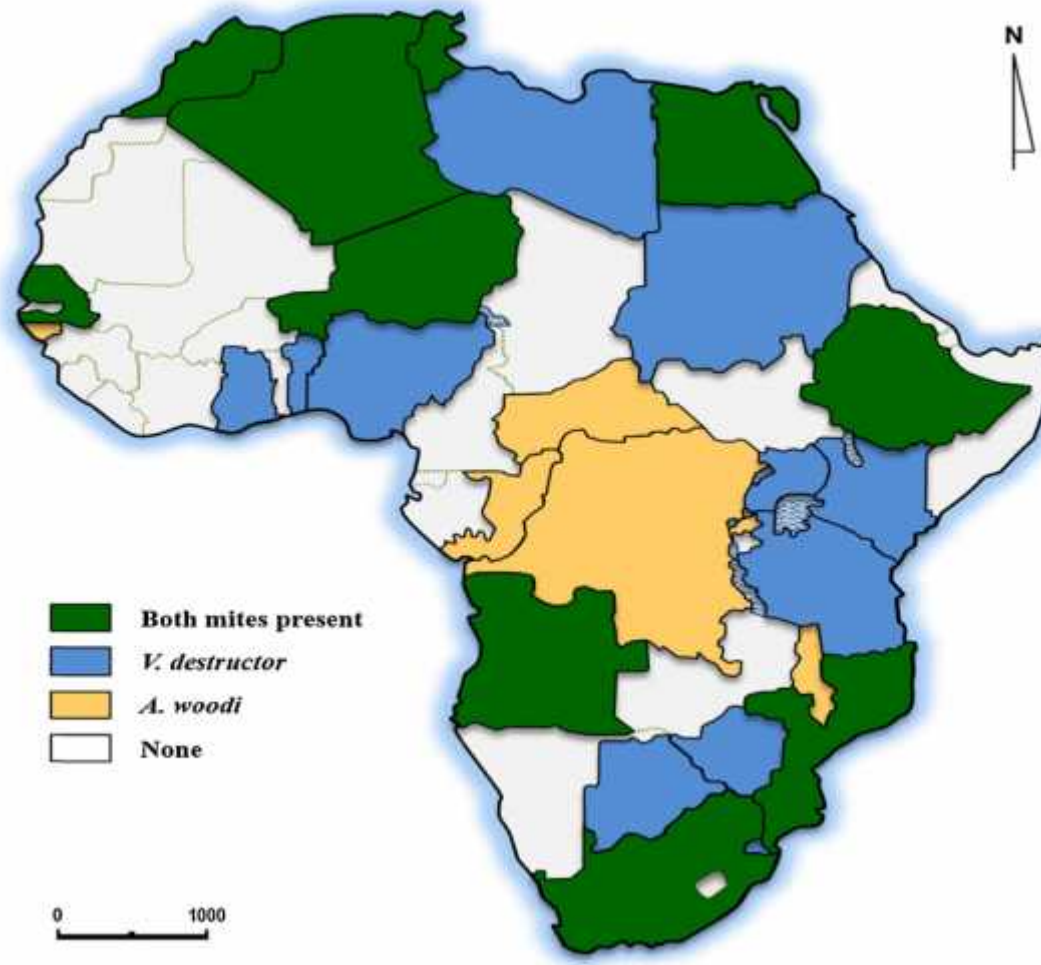 N
Both mites present
V. destructor
A. woodi
None
0 1000